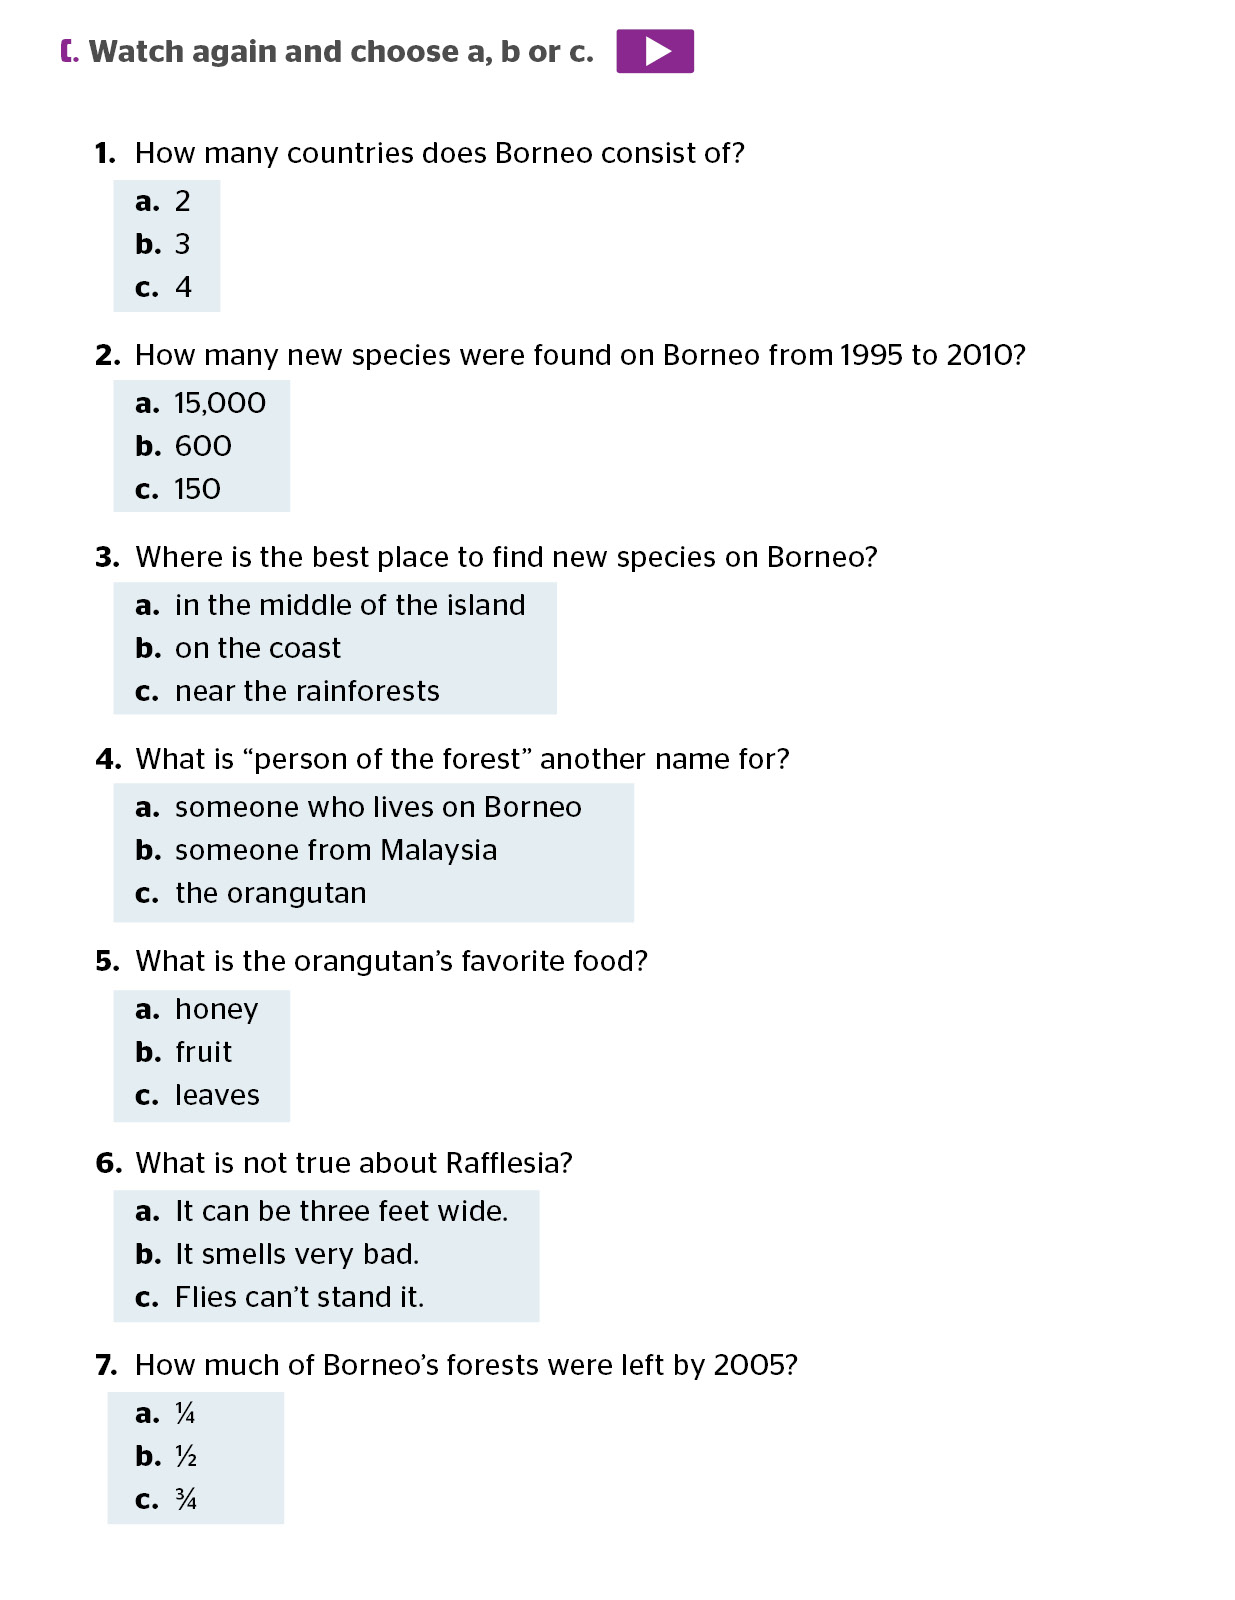 C. Watch again and choose a, b or c.
1. How many countries does Borneo consist of?
a. 2
b. 3
c. 4
2. How many new species were found on Borneo from 1995 to 2010?
a. 15,000
b. 600
c. 150
3. Where is the best place to find new species on Borneo?
a. in the middle of the island
b. on the coast
c. near the rainforests
4. What is “person of the forest” another name for?
a. someone who lives on Borneo
b. someone from Malaysia
c. the orangutan
5. What is the orangutan’s favorite food?
a. honey
b. fruit
c. leaves
6. What is not true about Rafflesia?
a. It can be three feet wide.
b. It smells very bad.
c. Flies can’t stand it.
7. How much of Borneo’s forests were left by 2005?
a. ¼
b. ½
c. ¾